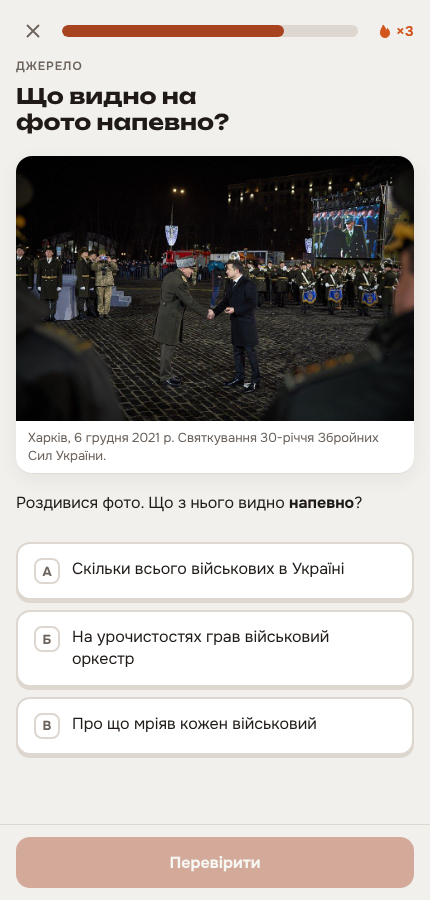 ×3
ДЖЕРЕЛО
Що видно на
фото напевно?
Харків, 6 грудня 2021 р. Святкування 30-річчя Збройних
Сил України.
Роздивися фото. Що з нього видно напевно?
А Скільки всього військових в Україні
Б На урочистостях грав військовий
оркестр
В Про що мріяв кожен військовий
Перевірити